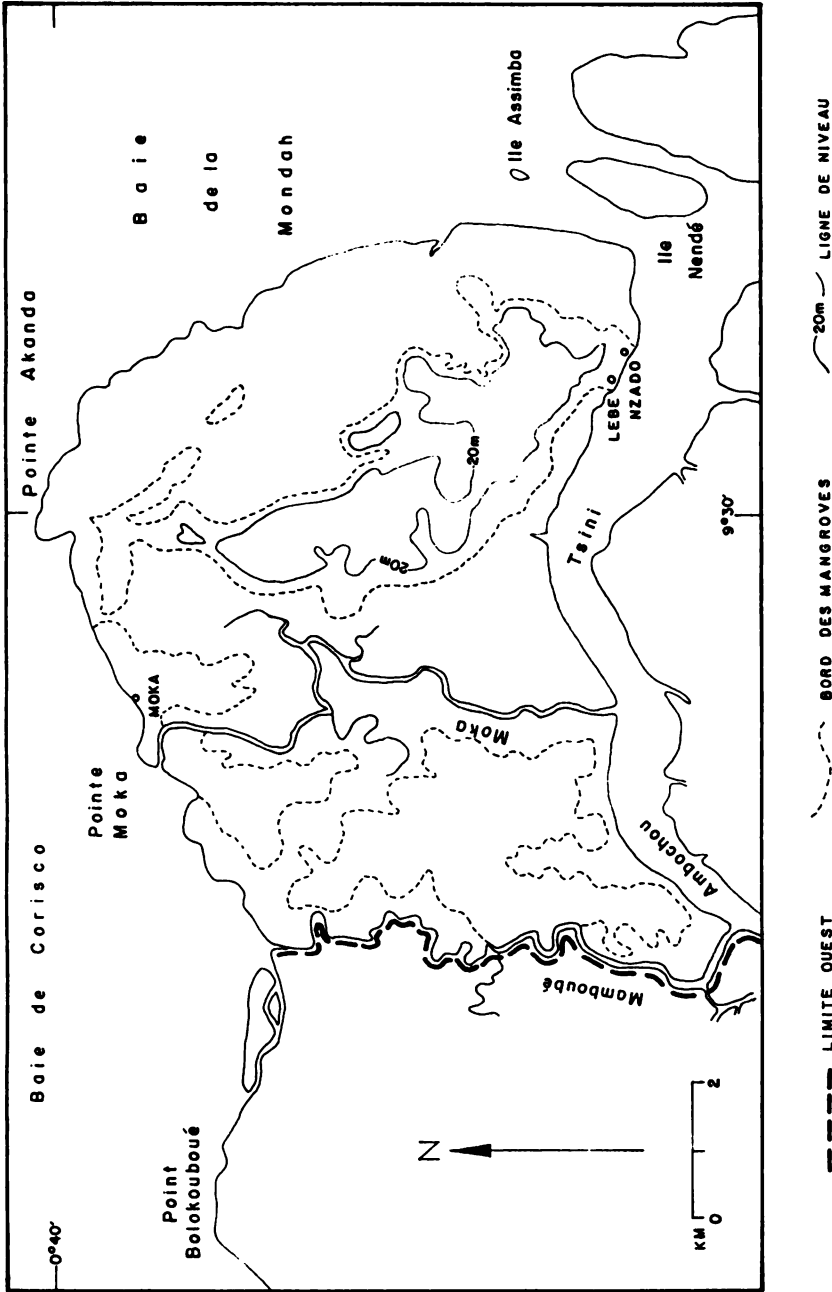 Baie de Corisco
0°40'
Point
Bolokouboué
Pointe
Moka
MOKA
Pointe Akanda
Baie
de la
Mondah
Ile Assimba
Ile
Nendé
LEBE
NZADO
20m
20m
Moka
Tsini
Ambochou
Mamboubé
9°30'
N
KM 0 2
LIMITE OUEST
BORD DES MANGROVES
20m LIGNE DE NIVEAU